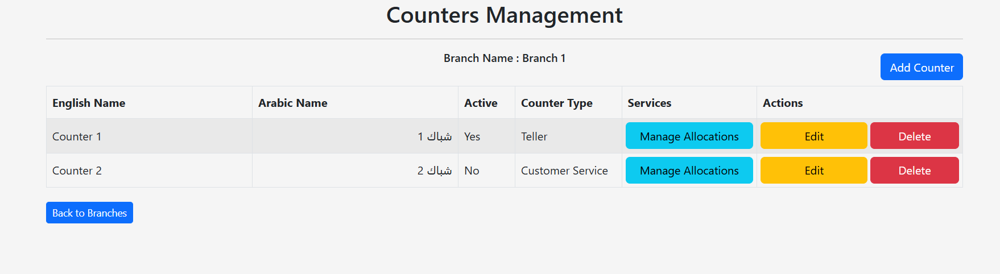 Counters Management
Branch Name : Branch 1
Add Counter
English Name Arabic Name Active Counter Type Services Actions
Counter 1 شباك 1 Yes Teller Manage Allocations Edit Delete
Counter 2 شباك 2 No Customer Service Manage Allocations Edit Delete
Back to Branches